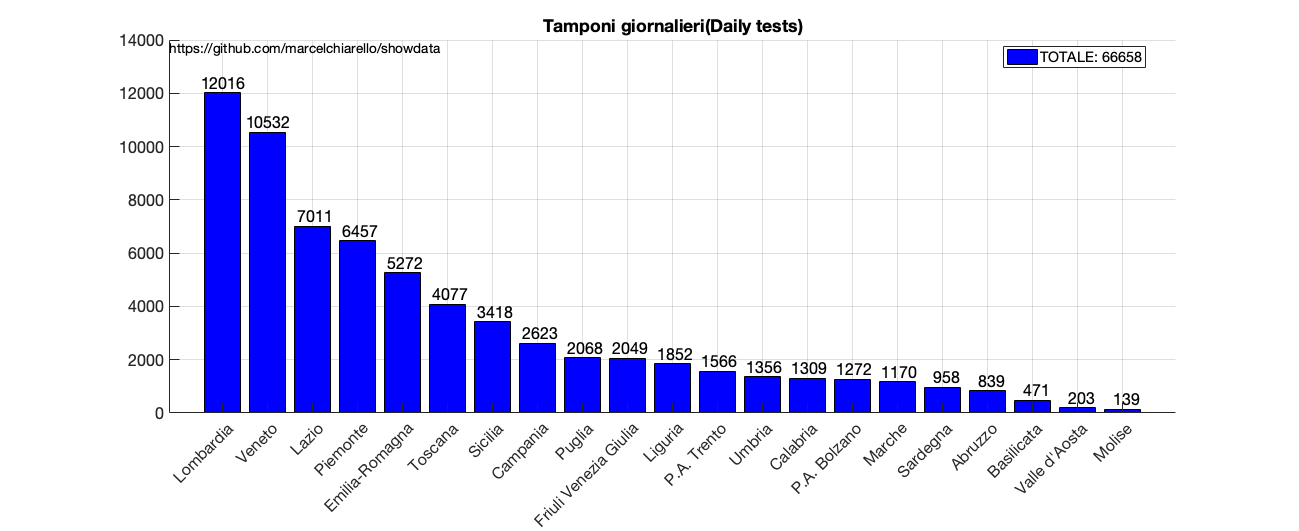 Tamponi giornalieri(Daily tests)
https://github.com/marcelchiarello/showdata
TOTALE: 66658
14000
12000
10000
8000
6000
4000
2000
0
12016
10532
7011
6457
5272
4077
3418
2623
2068
2049
1852
1566
1356
1309
1272
1170
958
839
471
203
139
Lombardia
Veneto
Lazio
Piemonte
Emilia-Romagna
Toscana
Sicilia
Campania
Puglia
Friuli Venezia Giulia
Liguria
P.A. Trento
Umbria
Calabria
P.A. Bolzano
Marche
Sardegna
Abruzzo
Basilicata
Valle d'Aosta
Molise